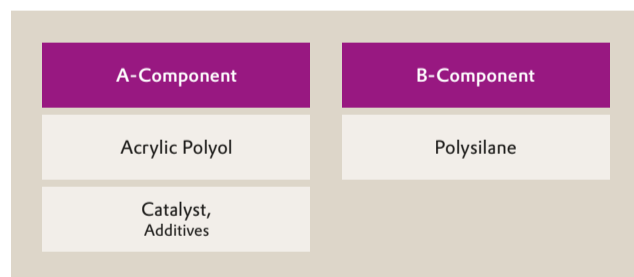 A-Component
B-Component
Acrylic Polyol
Polysilane
Catalyst,
Additives